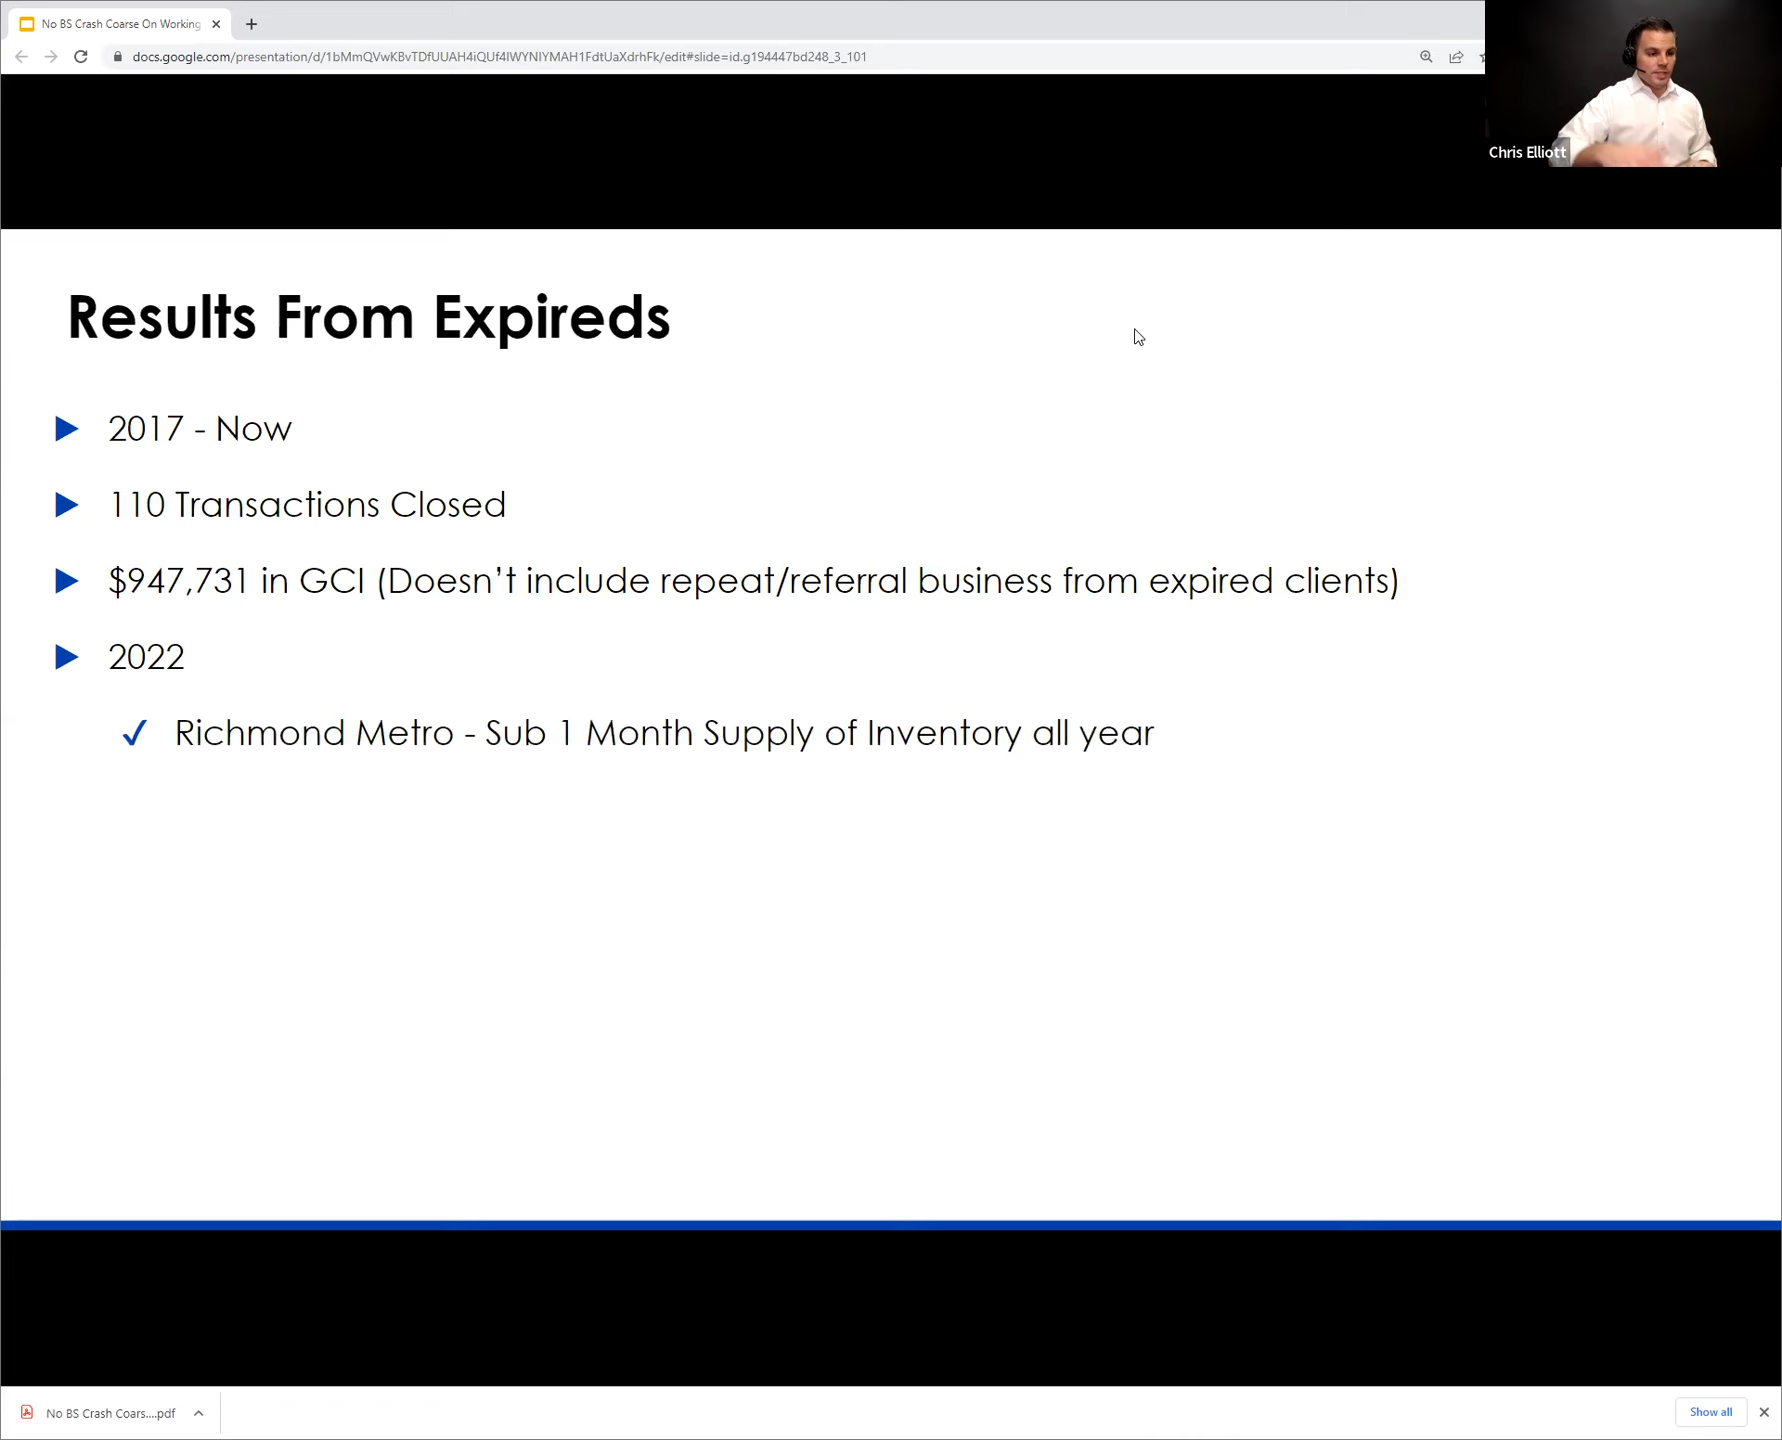 No BS Crash Coarse On Working
docs.google.com/presentation/d/1bMmQVwKBvTDfUUAH4iQUf4IWYNIYMAH1FdtUaXdrhFk/edit#slide=id.g194447bd248_3_101
Chris Elliott
Results From Expireds
2017 - Now
110 Transactions Closed
$947,731 in GCI (Doesn't include repeat/referral business from expired clients)
2022
Richmond Metro - Sub 1 Month Supply of Inventory all year
No BS Crash Coars....pdf
Show all